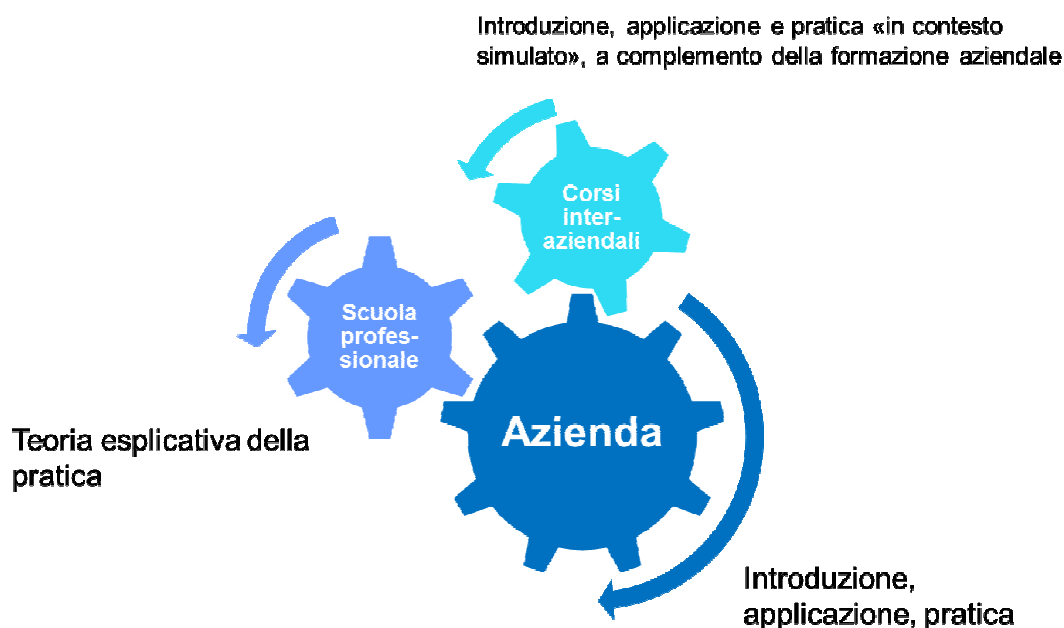 Introduzione, applicazione e pratica «in contesto
simulato», a complemento della formazione aziendale
Corsi
inter-
aziendali
Scuola
profes-
sionale
Azienda
Teoria esplicativa della
pratica
Introduzione,
applicazione, pratica